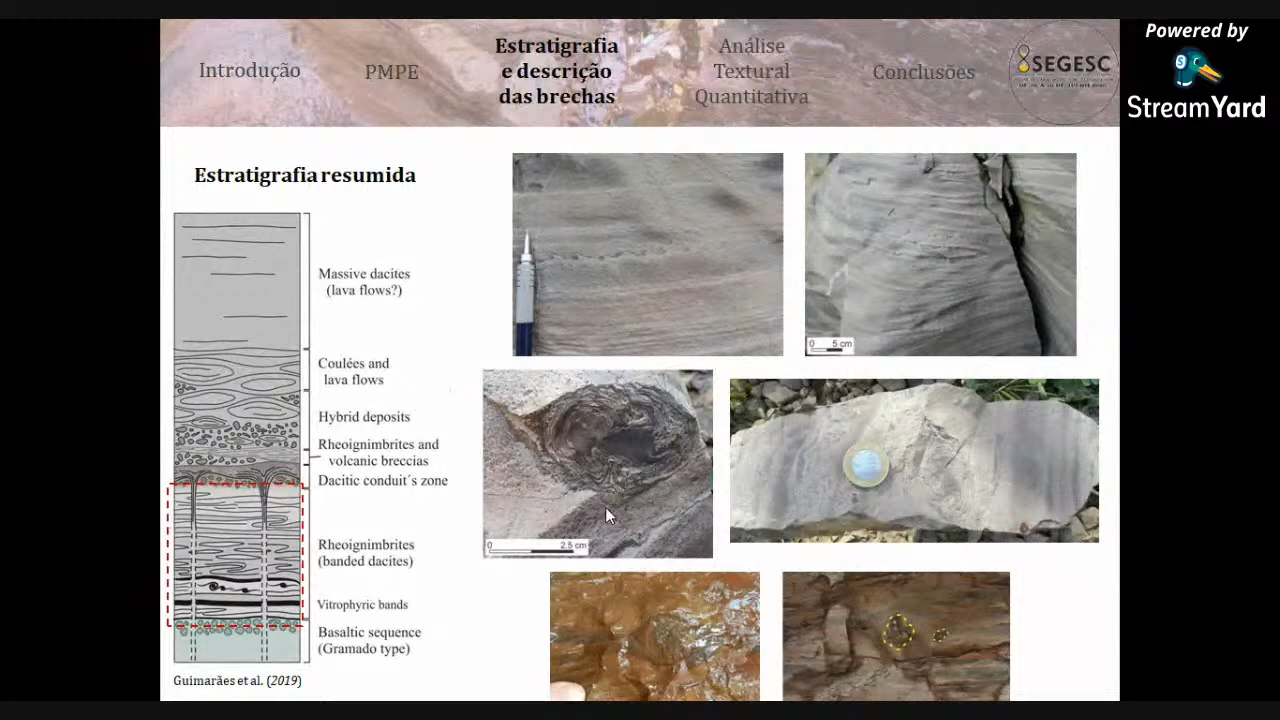 Introdução
PMPE
Estratigrafia
e descrição
das brechas
Análise
Textural
Quantitativa
Conclusões
SEGESC
Powered by
StreamYard
Estratigrafia resumida
Massive dacites
(lava flows?)
Coulées and
lava flows
Hybrid deposits
Rheoignimbrites and
volcanic breccias
Dacitic conduit´s zone
Rheoignimbrites
(banded dacites)
Vitrophyric bands
Basaltic sequence
(Gramado type)
Guimarães et al. (2019)
0 5 cm
0 2.5 cm